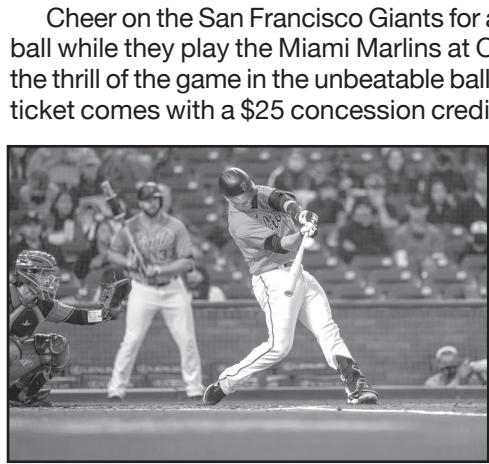 Cheer on the San Francisco Giants for a
ball while they play the Miami Marlins at O
the thrill of the game in the unbeatable ball
ticket comes with a $25 concession credi